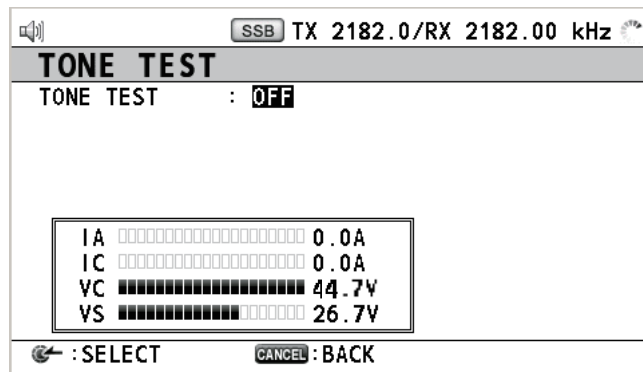 SSB TX 2182.0/RX 2182.00 kHz
TONE TEST
TONE TEST : OFF
IA 0.0A
IC 0.0A
VC 44.7V
VS 26.7V
:SELECT CANCEL:BACK